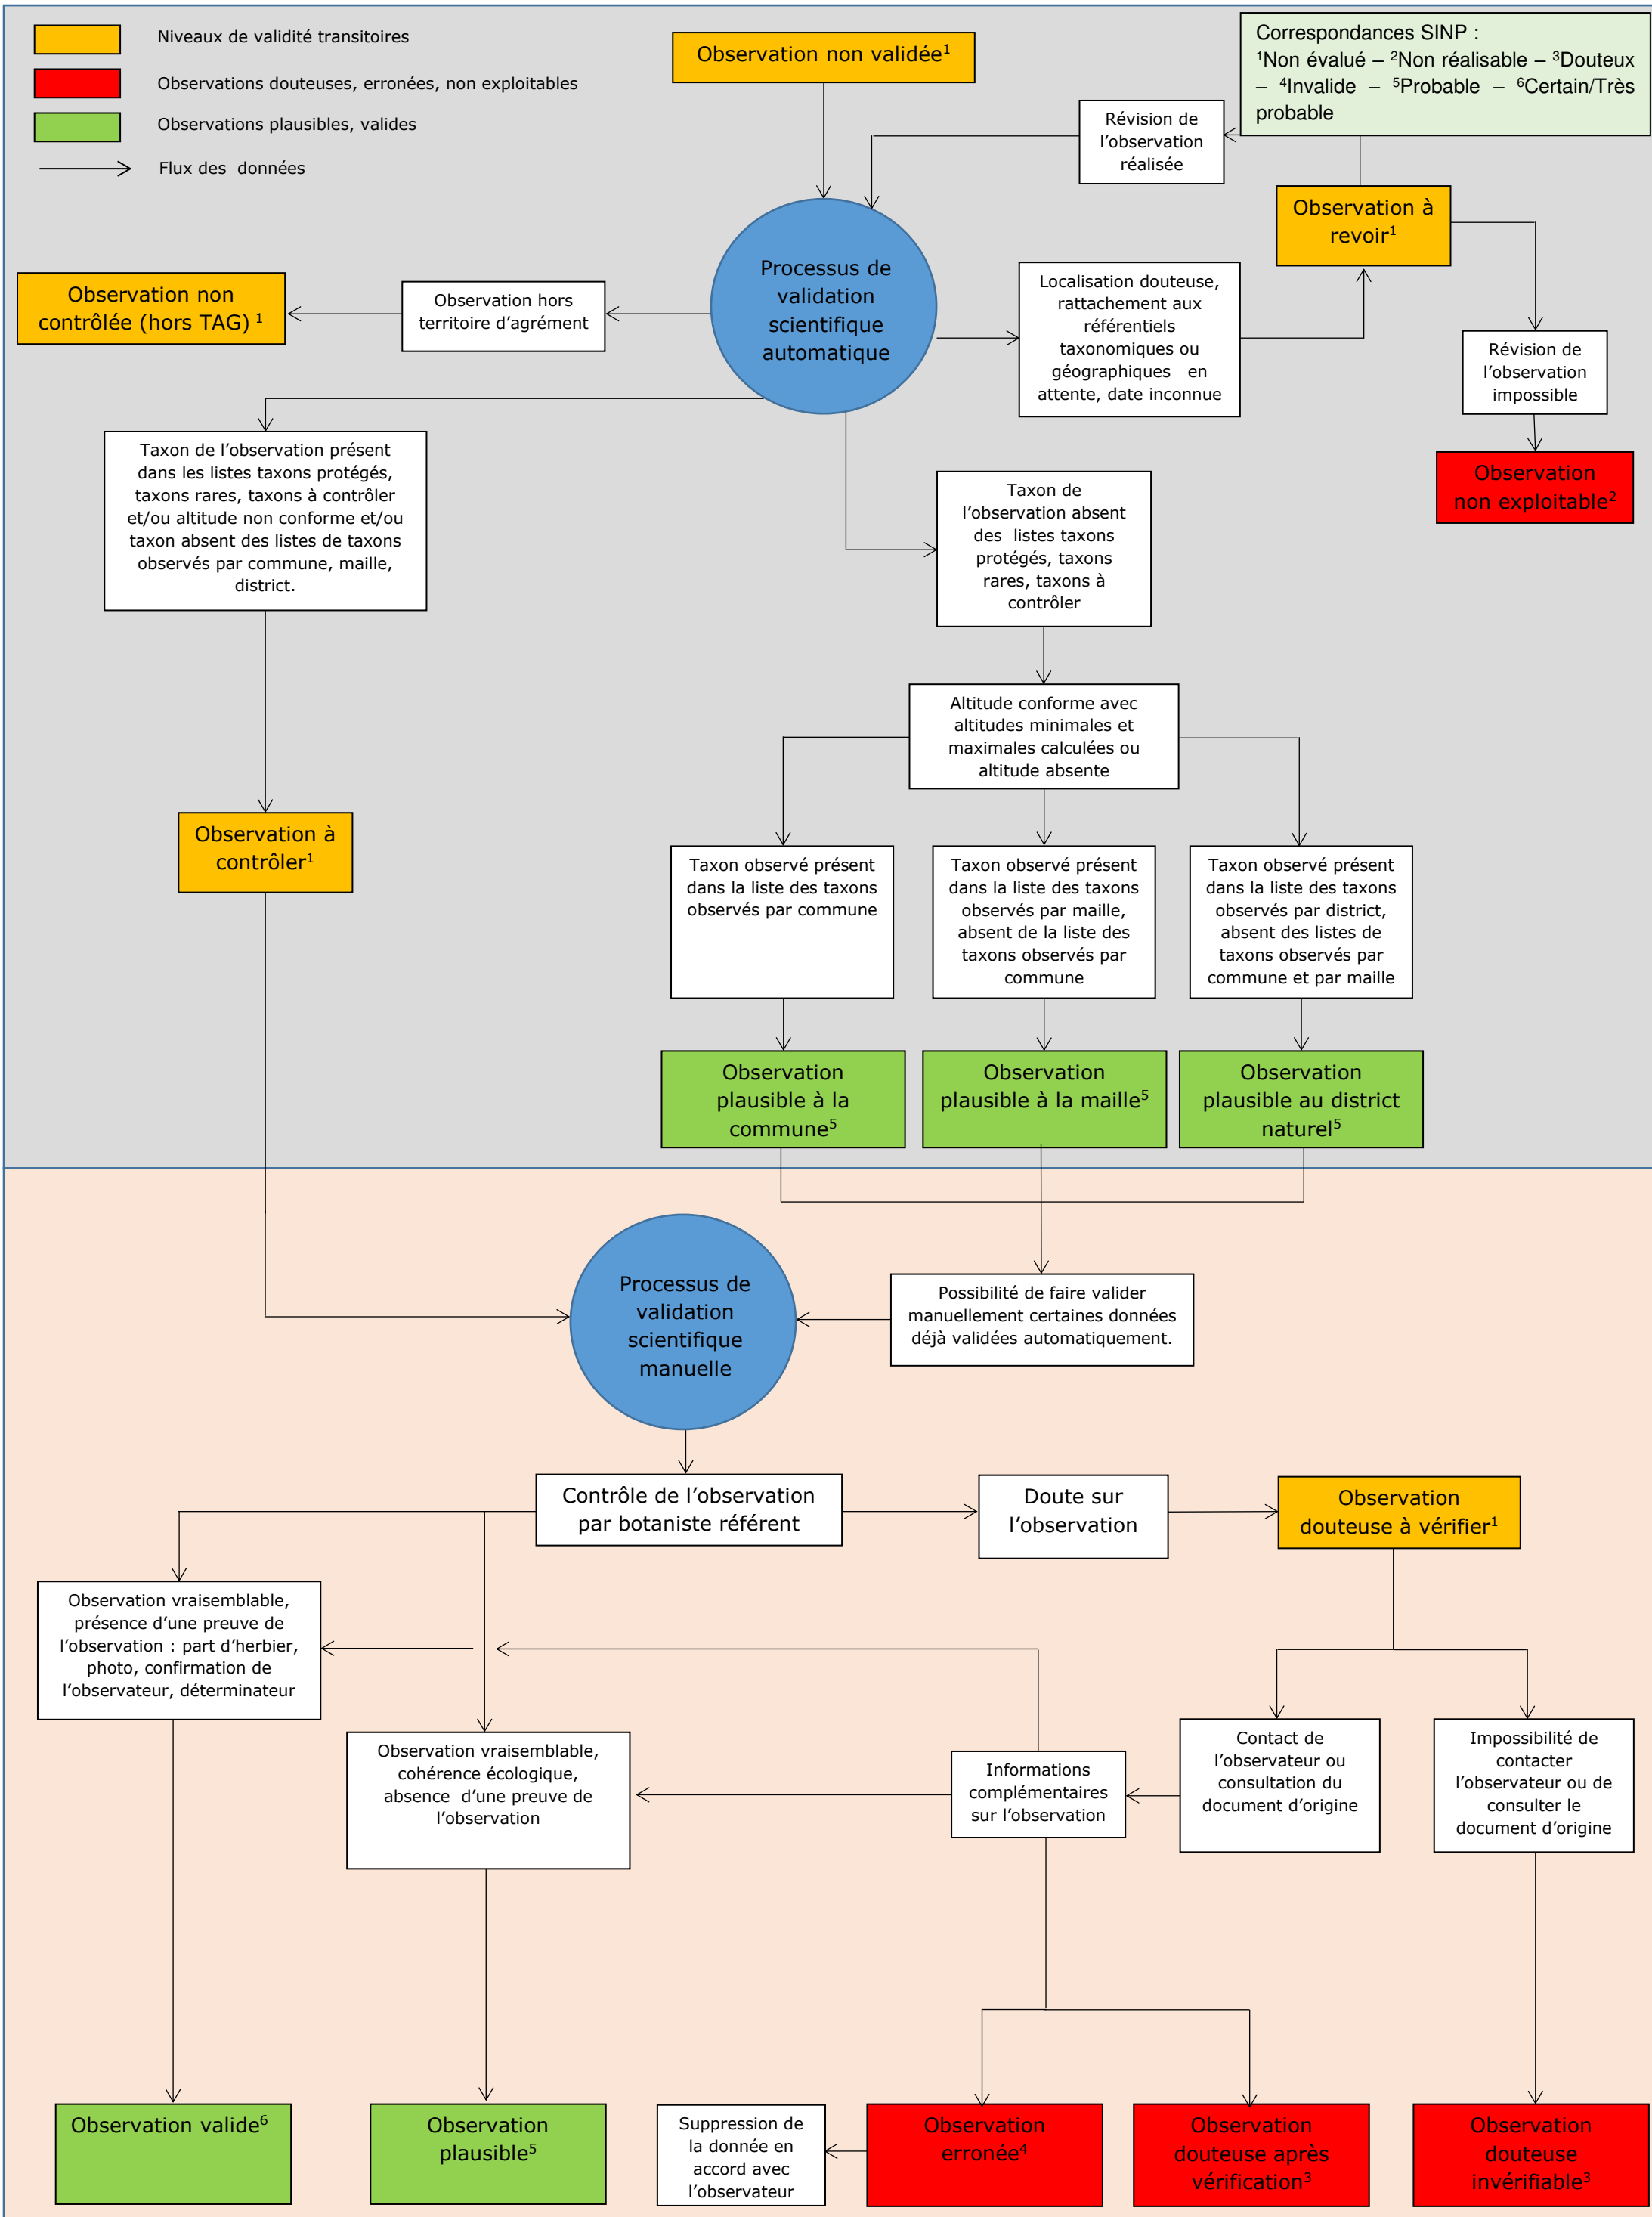 Niveaux de validité transitoires
Observations douteuses, erronées, non exploitables
Observations plausibles, valides
Flux des données
Observation non validée¹
Correspondances SINP :
¹Non évalué – ²Non réalisable – ³Douteux
– ⁴Invalide – ⁵Probable – ⁶Certain/Très
probable
Révision de
l’observation
réalisée
Observation à
revoir¹
Processus de
validation
scientifique
automatique
Localisation douteuse,
rattachement aux
référentiels
taxonomiques ou
géographiques en
attente, date inconnue
Observation hors
territoire d’agrément
Observation non
contrôlée (hors TAG) ¹
Révision de
l’observation
impossible
Observation
non exploitable²
Taxon de l’observation présent
dans les listes taxons protégés,
taxons rares, taxons à contrôler
et/ou altitude non conforme et/ou
taxon absent des listes de taxons
observés par commune, maille,
district.
Taxon de
l’observation absent
des listes taxons
protégés, taxons
rares, taxons à
contrôler
Altitude conforme avec
altitudes minimales et
maximales calculées ou
altitude absente
Observation à
contrôler¹
Taxon observé présent
dans la liste des taxons
observés par commune
Taxon observé présent
dans la liste des taxons
observés par maille,
absent de la liste des
taxons observés par
commune
Taxon observé présent
dans la liste des taxons
observés par district,
absent des listes de
taxons observés par
commune et par maille
Observation
plausible à la
commune⁵
Observation
plausible à la maille⁵
Observation
plausible au district
naturel⁵
Processus de
validation
scientifique
manuelle
Possibilité de faire valider
manuellement certaines données
déjà validées automatiquement.
Contrôle de l’observation
par botaniste référent
Doute sur
l’observation
Observation
douteuse à vérifier¹
Observation vraisemblable,
présence d’une preuve de
l’observation : part d’herbier,
photo, confirmation de
l’observateur, déterminateur
Observation vraisemblable,
cohérence écologique,
absence d’une preuve de
l’observation
Informations
complémentaires
sur l’observation
Contact de
l’observateur ou
consultation du
document d’origine
Impossibilité de
contacter
l’observateur ou de
consulter le
document d’origine
Observation valide⁶
Observation
plausible⁵
Suppression de
la donnée en
accord avec
l’observateur
Observation
erronée⁴
Observation
douteuse après
vérification³
Observation
douteuse
invérifiable³